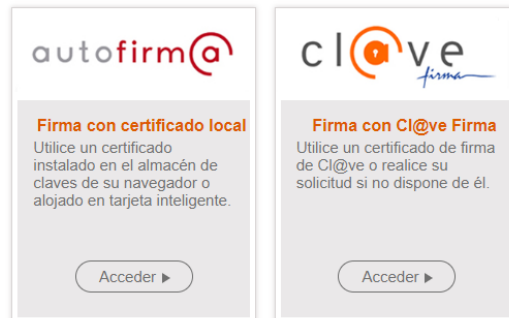 autofirm@
Firma con certificado local
Utilice un certificado
instalado en el almacén de
claves de su navegador o
alojado en tarjeta inteligente.
Acceder
cl@ve
firma
Firma con Cl@ve Firma
Utilice un certificado de firma
de Cl@ve o realice su
solicitud si no dispone de él.
Acceder